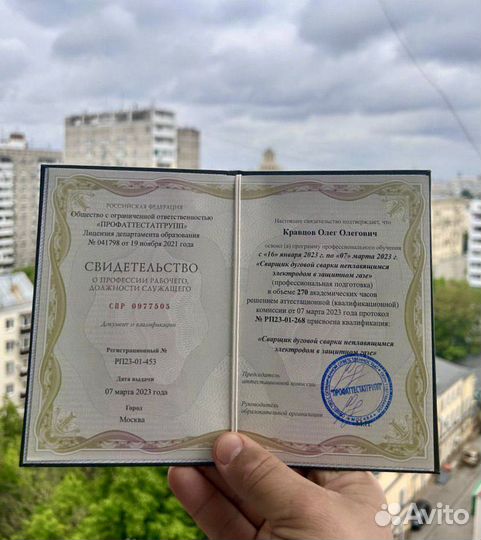 РОССИЙСКАЯ ФЕДЕРАЦИЯ
Общество с ограниченной ответственностью
«ПРОФАТТЕСТАТГРУПП»
Лицензия департамента образования
№ 041798 от 19 ноября 2021 года
СВИДЕТЕЛЬСТВО
О ПРОФЕССИИ РАБОЧЕГО,
ДОЛЖНОСТИ СЛУЖАЩЕГО
СПР 0977505
Документ о квалификации
Регистрационный №
РП23-01-453
Дата выдачи
07 марта 2023 года
Город
Москва
Настоящее свидетельство подтверждает, что
Кравцов Олег Олегович
освоил (а) программу профессионального обучения
с «16» января 2023 г. по «07» марта 2023 г.
«Сварщик дуговой сварки неплавящимся
электродом в защитном газе»
(профессиональная подготовка)
в объеме 270 академических часов
решением аттестационной (квалификационной)
комиссии от 07 марта 2023 года протокол
№ РП23-01-268 присвоена квалификация:
«Сварщик дуговой сварки неплавящимся
электродом в защитном газе»
Председатель
аттестационной комиссии
Руководитель
образовательной организации
"ПРОФАТТЕСТАТГРУПП"
Avito